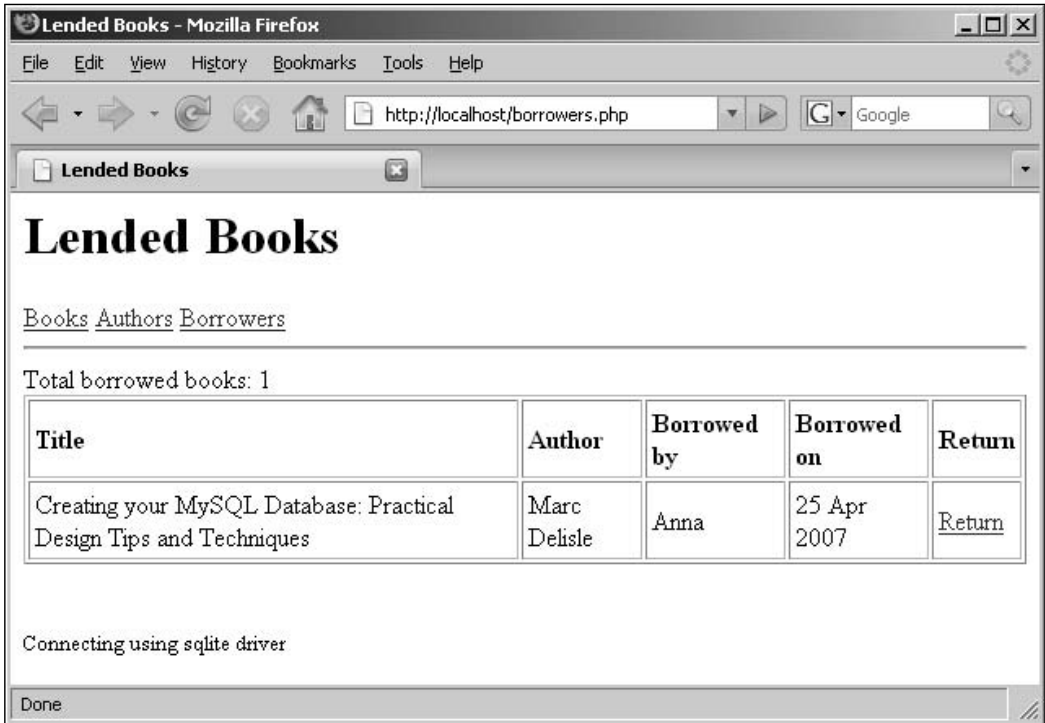 Lended Books - Mozilla Firefox
File Edit View History Bookmarks Tools Help
http://localhost/borrowers.php
G Google
Lended Books
Lended Books
Books Authors Borrowers
Total borrowed books: 1
Title Author Borrowed by Borrowed on Return
Creating your MySQL Database: Practical Design Tips and Techniques Marc Delisle Anna 25 Apr 2007 Return
Connecting using sqlite driver
Done